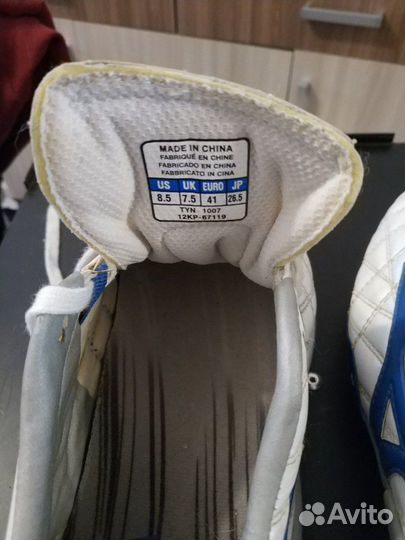 MADE IN CHINA
FABRIQUÉ EN CHINE
FABRICADO EN CHINA
FABBRICATO IN CINA
US UK EURO JP
8.5 7.5 41 26.5
TYN 1007
12KP-67119
Avito